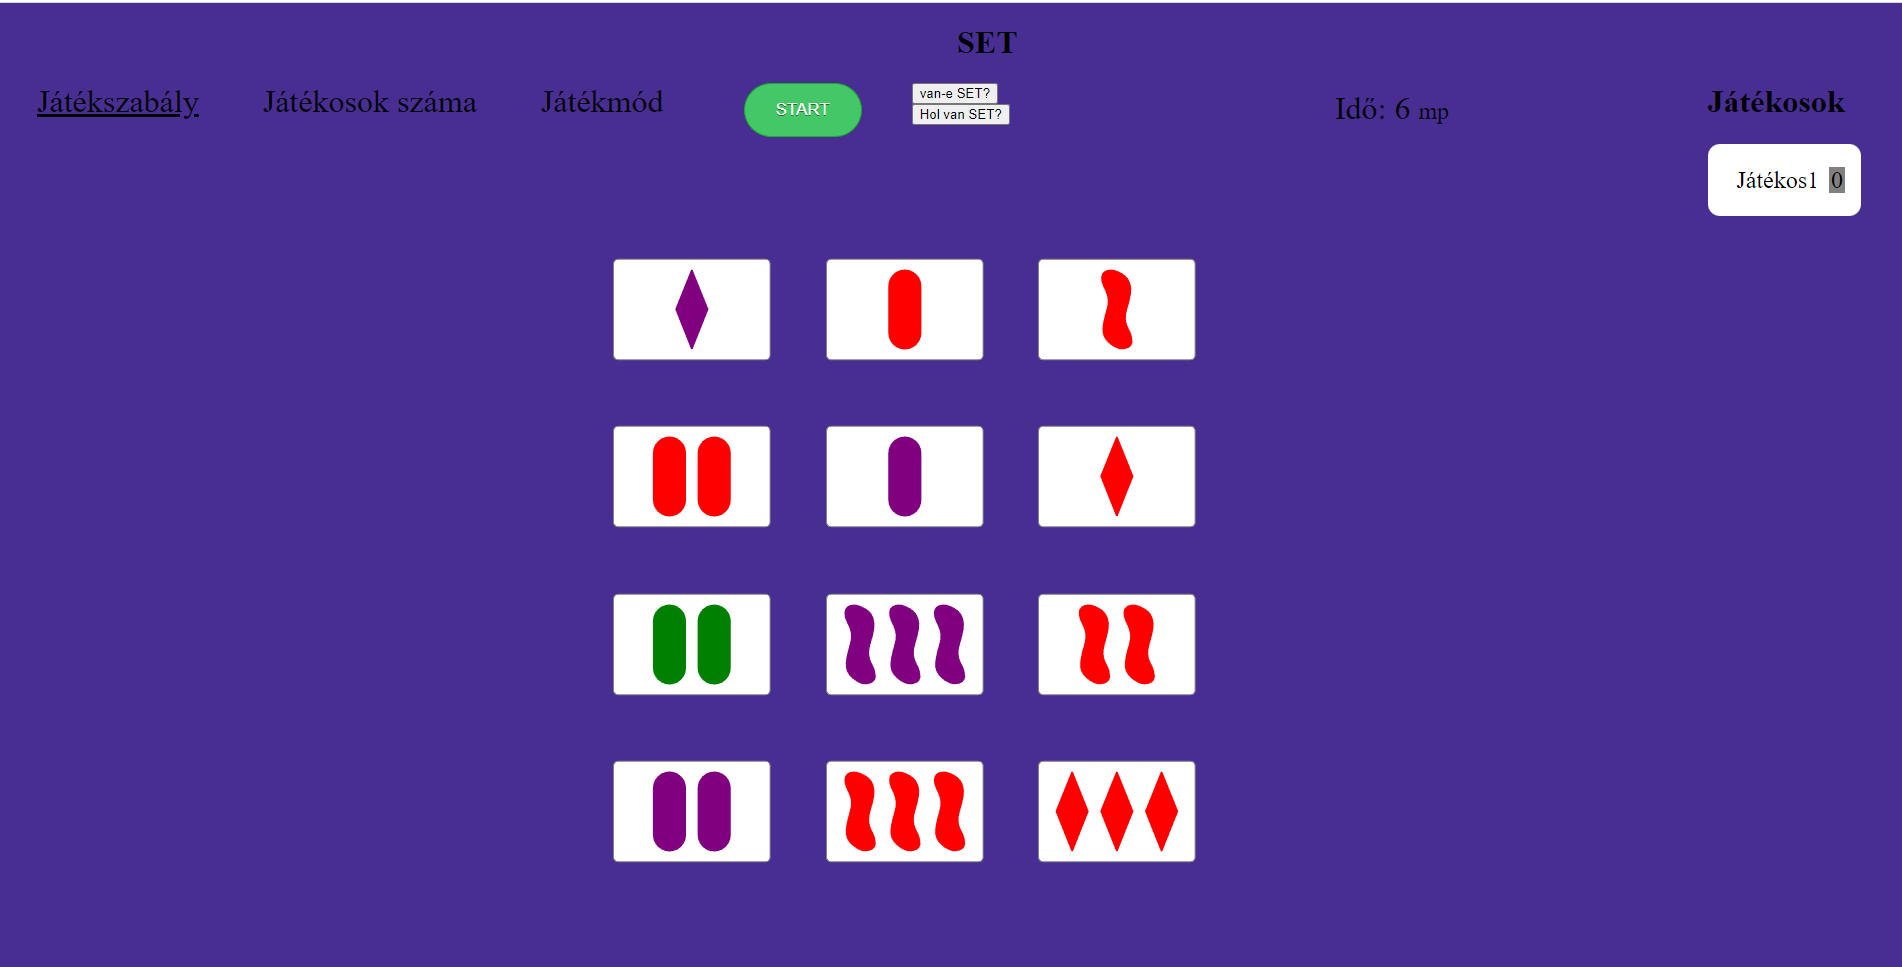 SET
Játékszabály
Játékosok száma
Játékmód
START
van-e SET?
Hol van SET?
Idő: 6 mp
Játékosok
Játékos1 0